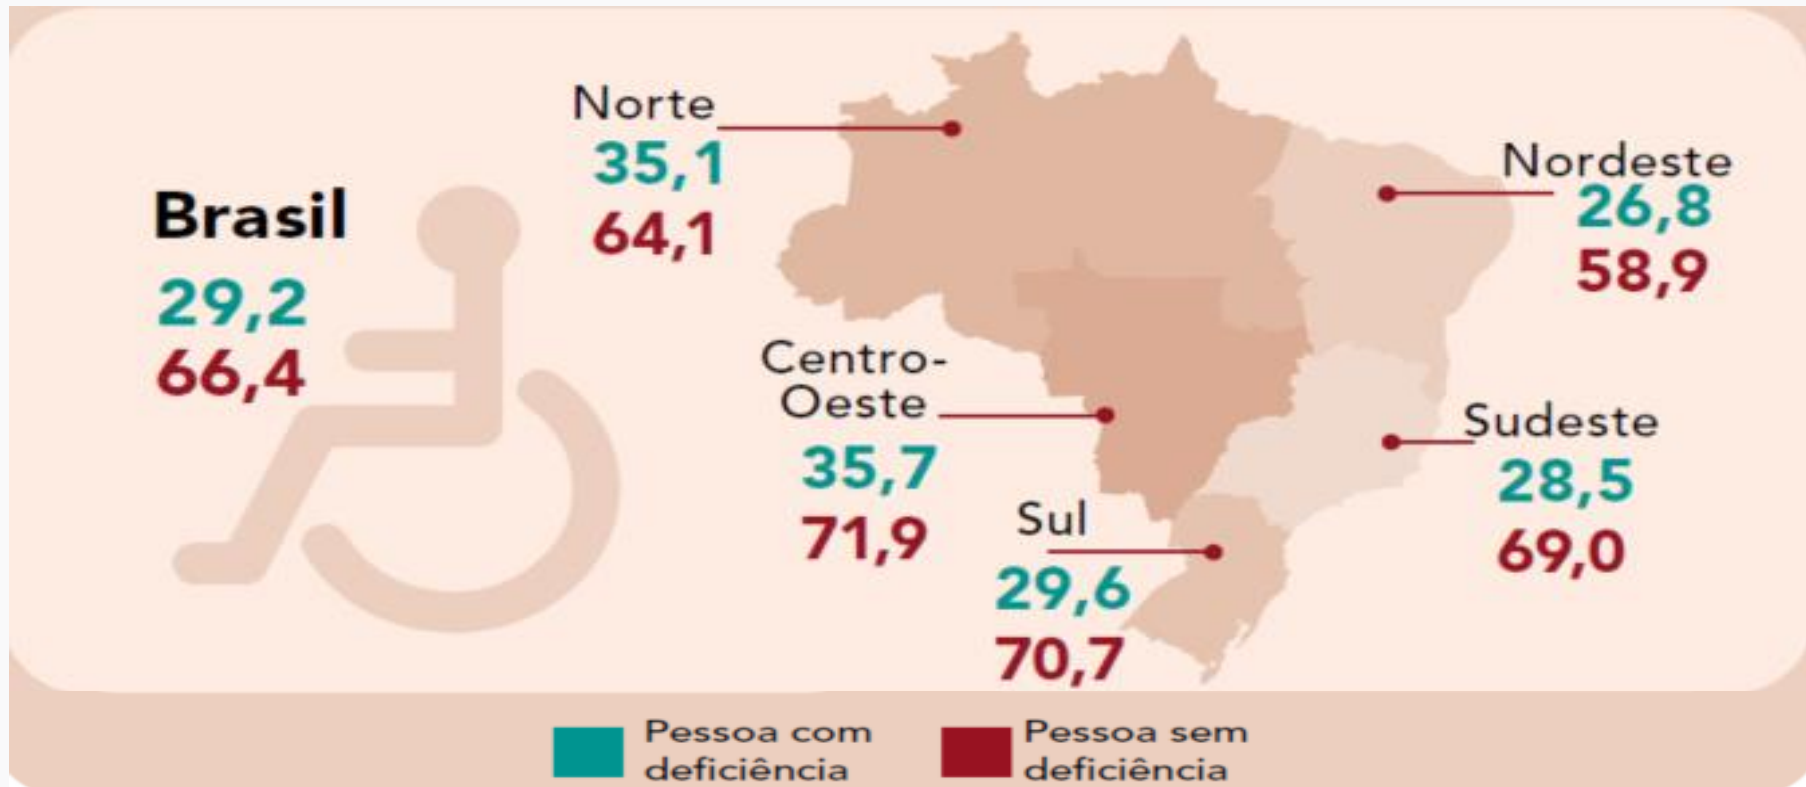 Brasil
29,2
66,4
Norte
35,1
64,1
Nordeste
26,8
58,9
Centro-
Oeste
35,7
71,9
Sudeste
28,5
69,0
Sul
29,6
70,7
Pessoa com
deficiência
Pessoa sem
deficiência